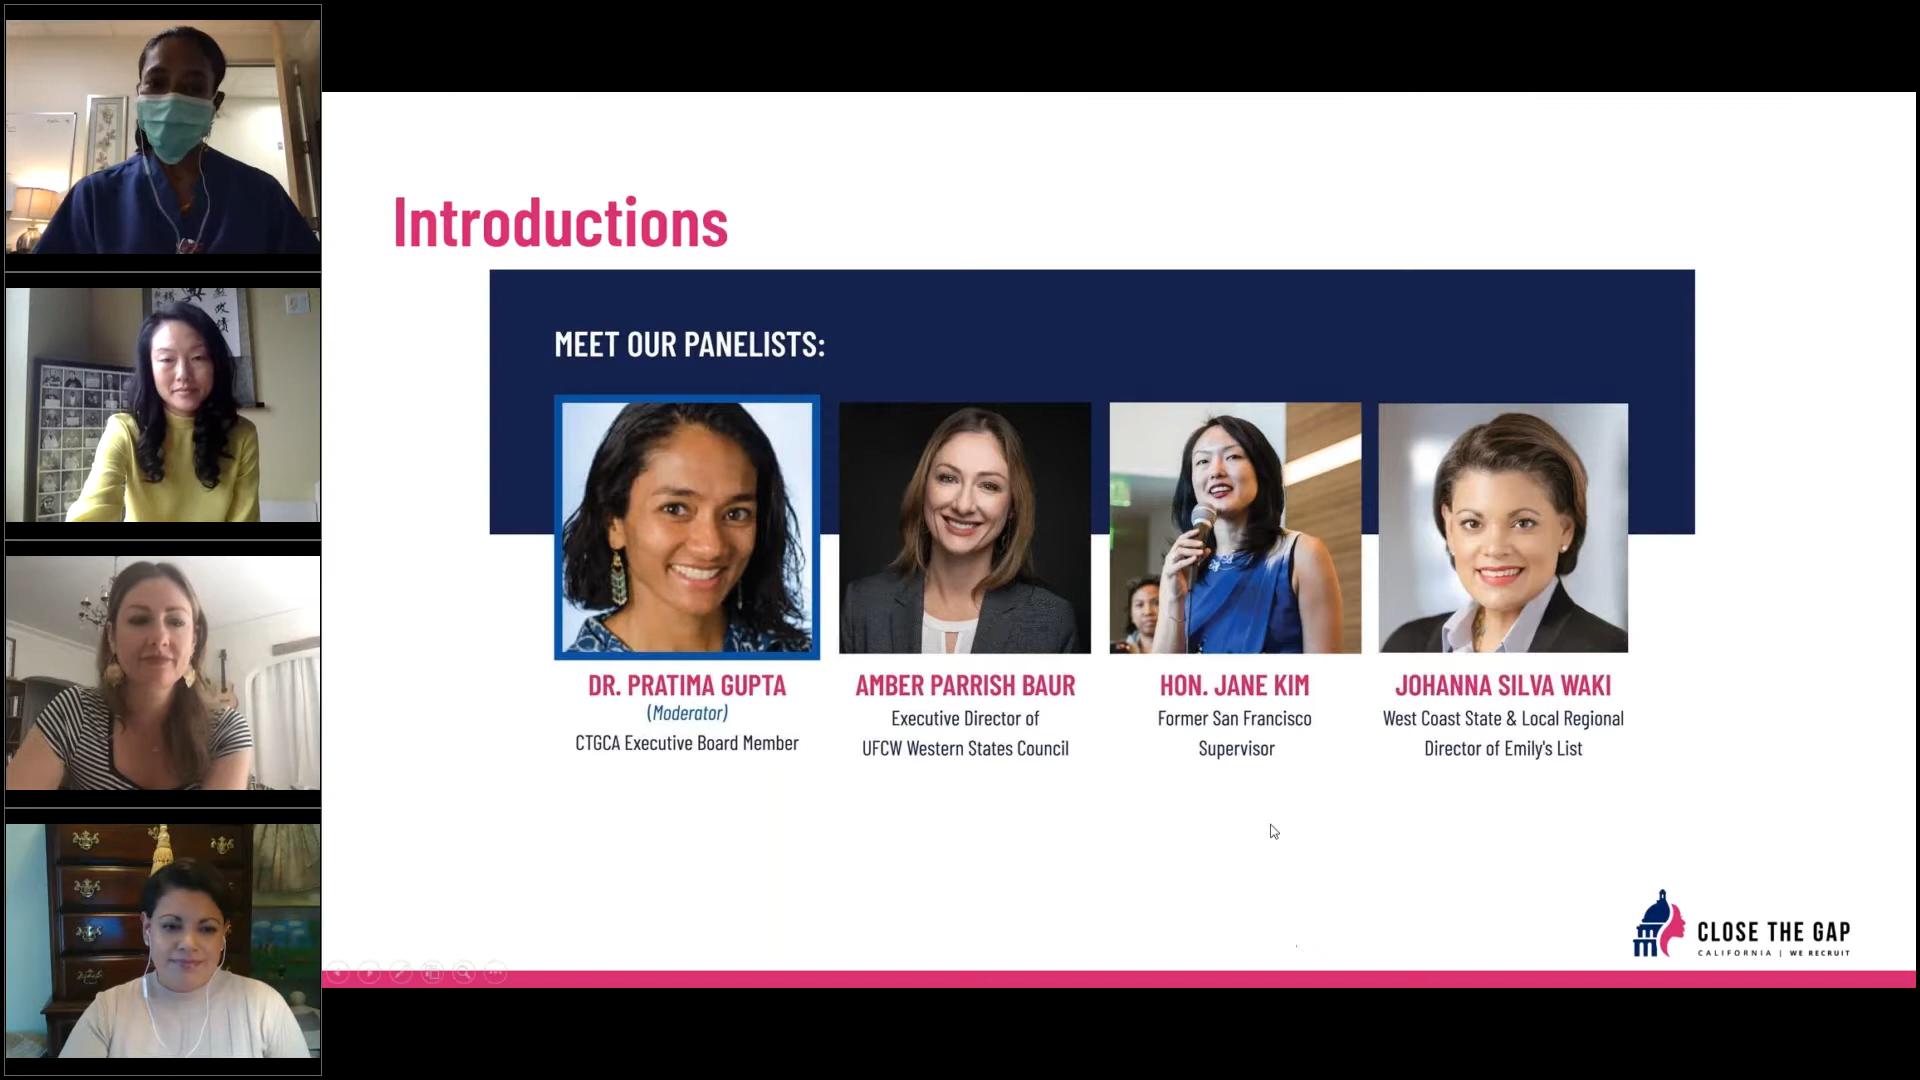 Introductions
MEET OUR PANELISTS:
DR. PRATIMA GUPTA
(Moderator)
CTGCA Executive Board Member
AMBER PARRISH BAUR
Executive Director of
UFCW Western States Council
HON. JANE KIM
Former San Francisco
Supervisor
JOHANNA SILVA WAKI
West Coast State & Local Regional
Director of Emily's List
CLOSE THE GAP
CALIFORNIA | WE RECRUIT